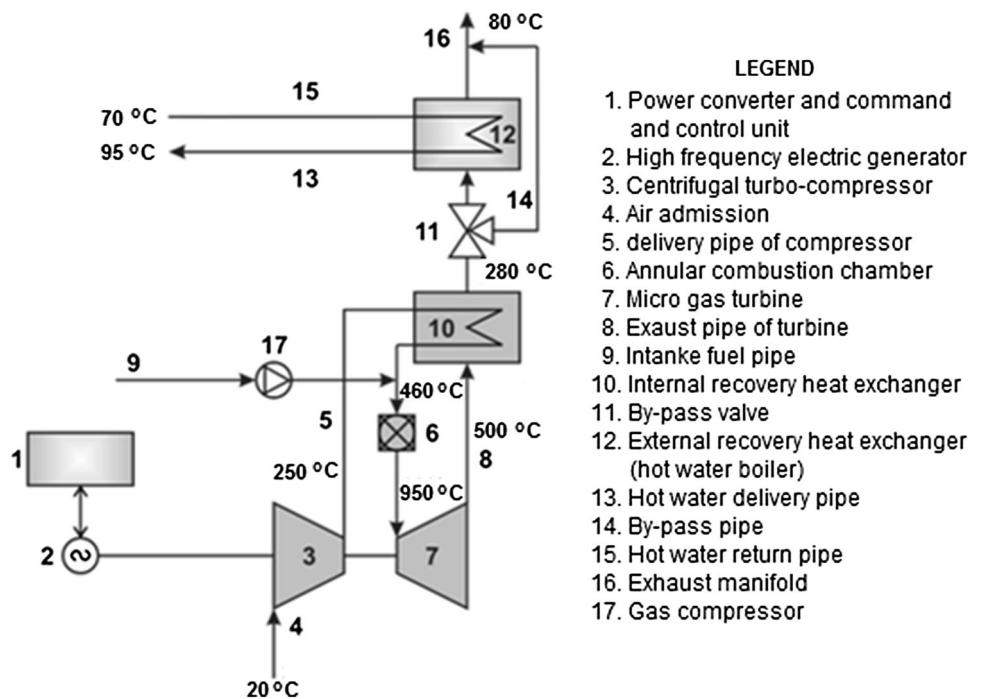 80 °C
16
15
70 °C
12
95 °C
13
14
11
280 °C
10
17
9
460 °C
5
6
500 °C
1
8
250 °C
950 °C
2
3
7
4
20 °C
LEGEND
1. Power converter and command
and control unit
2. High frequency electric generator
3. Centrifugal turbo-compressor
4. Air admission
5. delivery pipe of compressor
6. Annular combustion chamber
7. Micro gas turbine
8. Exaust pipe of turbine
9. Intanke fuel pipe
10. Internal recovery heat exchanger
11. By-pass valve
12. External recovery heat exchanger
(hot water boiler)
13. Hot water delivery pipe
14. By-pass pipe
15. Hot water return pipe
16. Exhaust manifold
17. Gas compressor